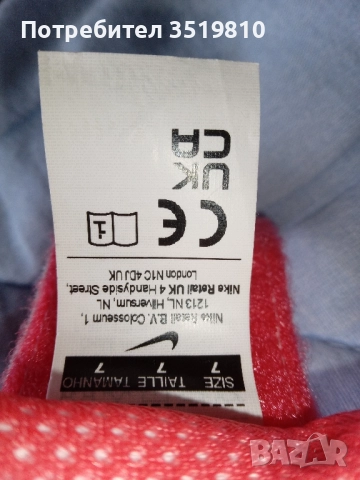 Потребител 3519810
SIZE TAILLE TAMANHO
7 7 7
Nike Retail B.V. Colosseum 1,
1213 NL, Hilversum, NL
Nike Retail UK 4 Handyside Street,
London N1C 4DJ UK
CE
UK
CA
BAZAR